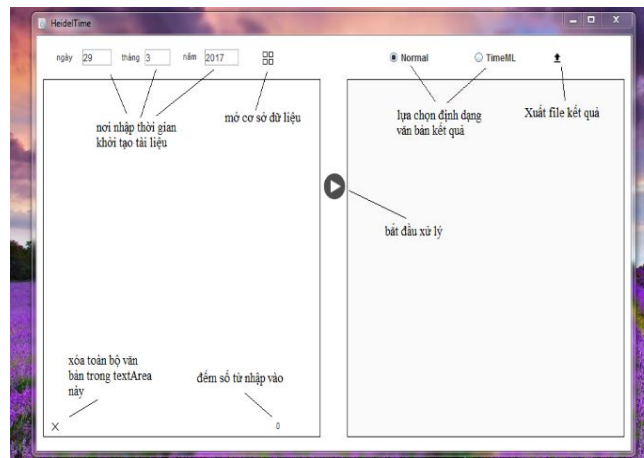 HeidelTime
ngày 29 tháng 3 năm 2017
Normal TimeML
nơi nhập thời gian
khởi tạo tài liệu
mở cơ sở dữ liệu
lựa chọn định dạng
văn bản kết quả
Xuất file kết quả
bắt đầu xử lý
xóa toàn bộ văn
bản trong textArea
này
đếm số từ nhập vào
0